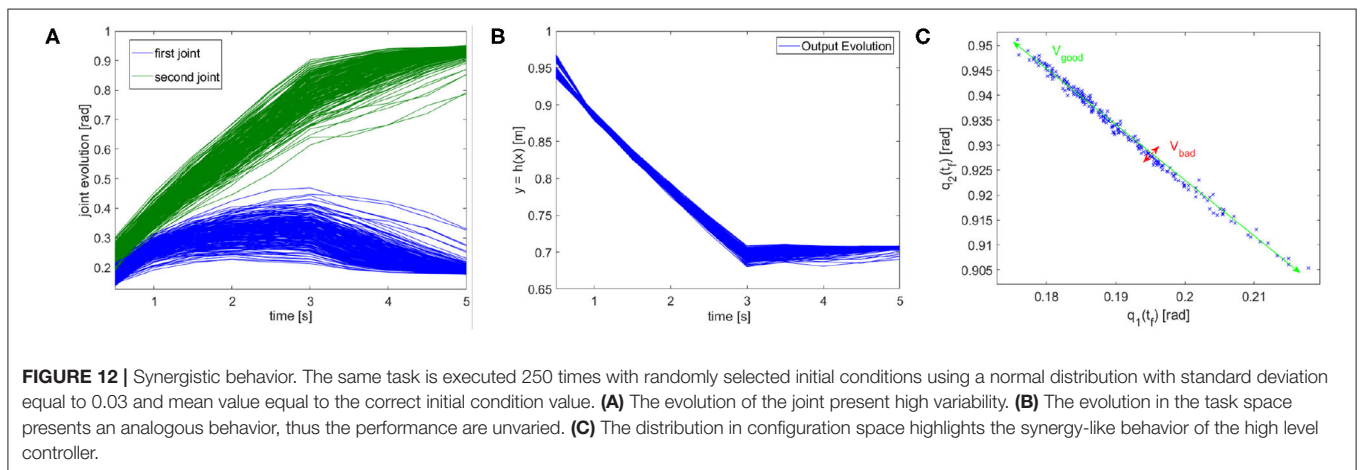 A
first joint
second joint
joint evolution [rad]
1
0.9
0.8
0.7
0.6
0.5
0.4
0.3
0.2
1
2
3
4
5
time [s]
B
Output Evolution
y = h(x) [m]
1
0.95
0.9
0.85
0.8
0.75
0.7
0.65
1
2
3
4
5
time [s]
C
V_good
V_bad
q_2(t_f) [rad]
0.95
0.945
0.94
0.935
0.93
0.925
0.92
0.915
0.91
0.905
0.18
0.19
0.2
0.21
q_1(t_f) [rad]
FIGURE 12 | Synergistic behavior. The same task is executed 250 times with randomly selected initial conditions using a normal distribution with standard deviation
equal to 0.03 and mean value equal to the correct initial condition value. (A) The evolution of the joint present high variability. (B) The evolution in the task space
presents an analogous behavior, thus the performance are unvaried. (C) The distribution in configuration space highlights the synergy-like behavior of the high level
controller.